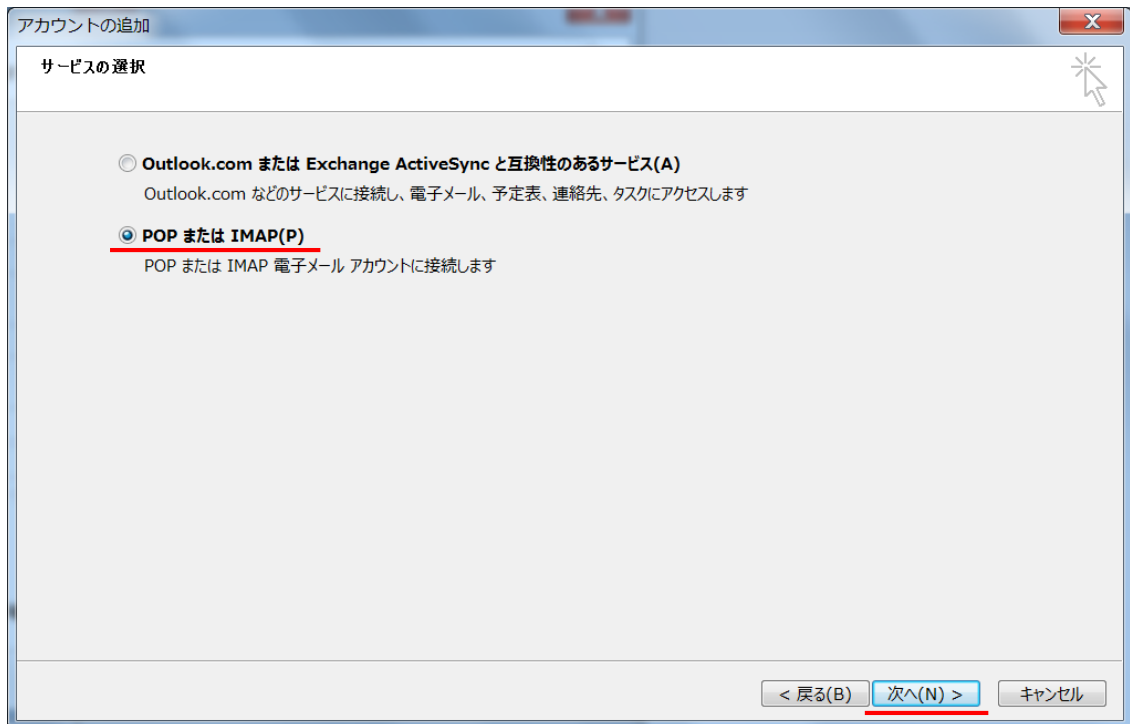 アカウントの追加
サービスの選択
Outlook.com または Exchange ActiveSync と互換性のあるサービス(A)
Outlook.com などのサービスに接続し、電子メール、予定表、連絡先、タスクにアクセスします
POP または IMAP(P)
POP または IMAP 電子メール アカウントに接続します
< 戻る(B) 次へ(N) > キャンセル